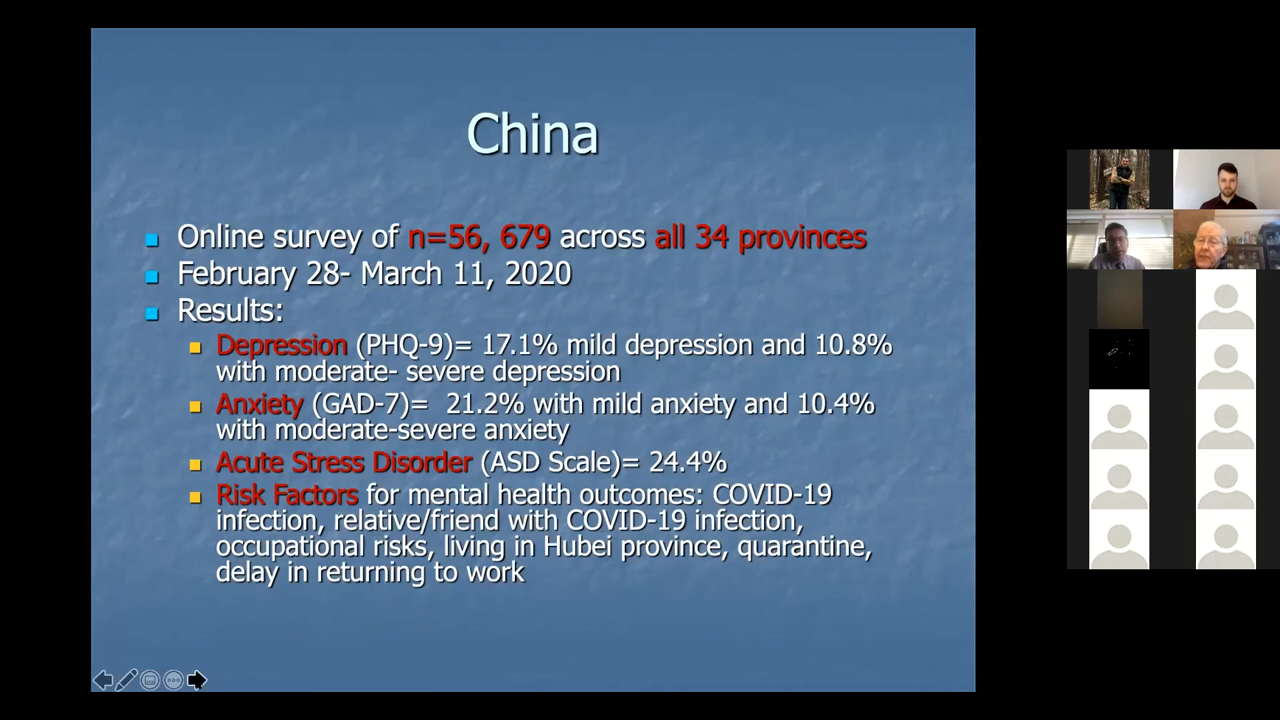 China
Online survey of n=56, 679 across all 34 provinces
February 28- March 11, 2020
Results:
Depression (PHQ-9)= 17.1% mild depression and 10.8%
with moderate- severe depression
Anxiety (GAD-7)= 21.2% with mild anxiety and 10.4%
with moderate-severe anxiety
Acute Stress Disorder (ASD Scale)= 24.4%
Risk Factors for mental health outcomes: COVID-19
infection, relative/friend with COVID-19 infection,
occupational risks, living in Hubei province, quarantine,
delay in returning to work